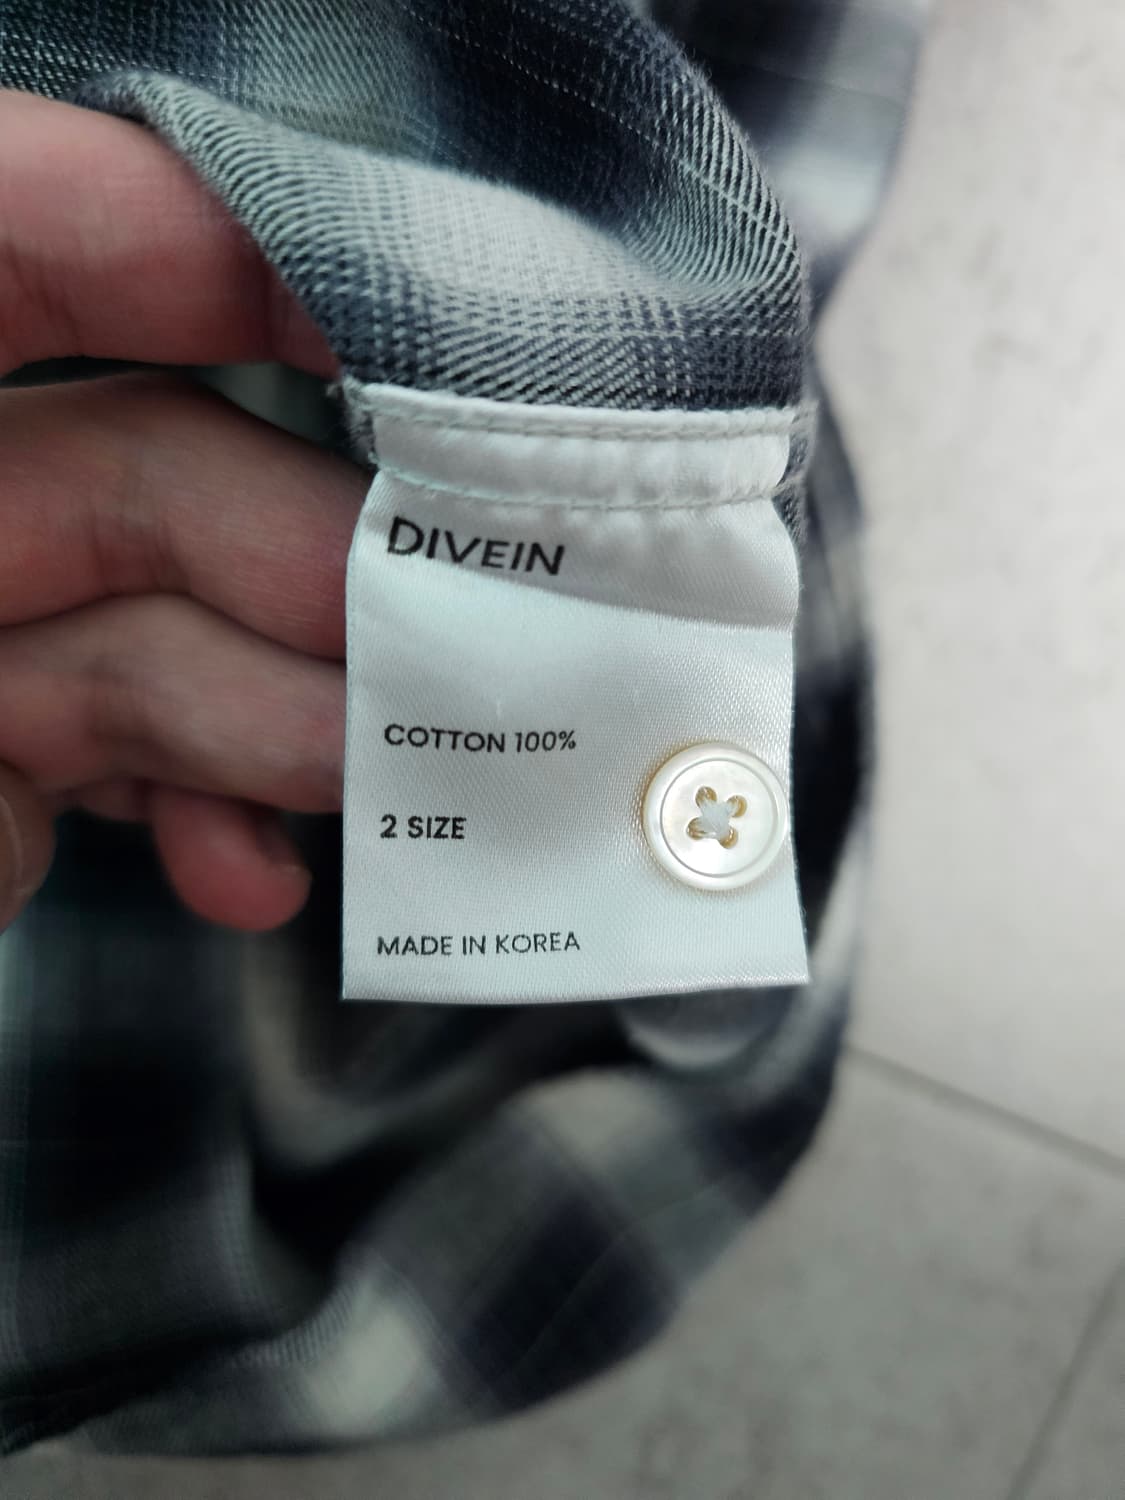 DIVEIN
COTTON 100%
2 SIZE
MADE IN KOREA